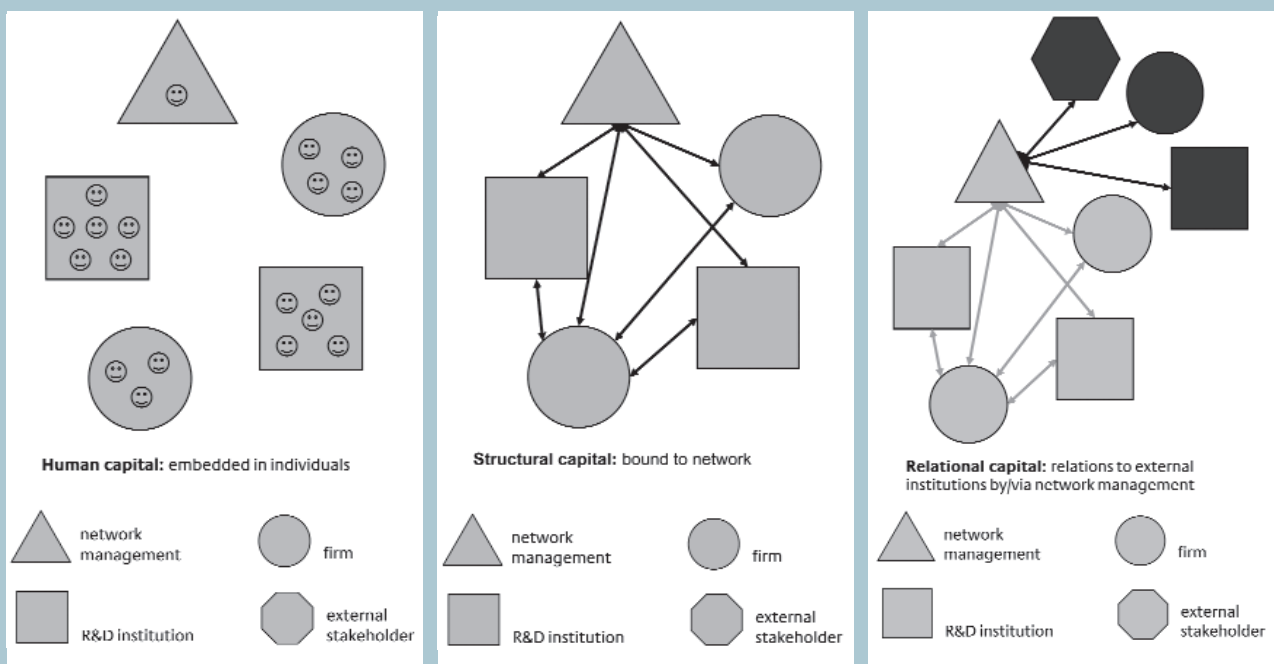 Human capital: embedded in individuals
network
management
firm
R&D institution
external
stakeholder
Structural capital: bound to network
network
management
firm
R&D institution
external
stakeholder
Relational capital: relations to external
institutions by/via network management
network
management
firm
R&D institution
external
stakeholder